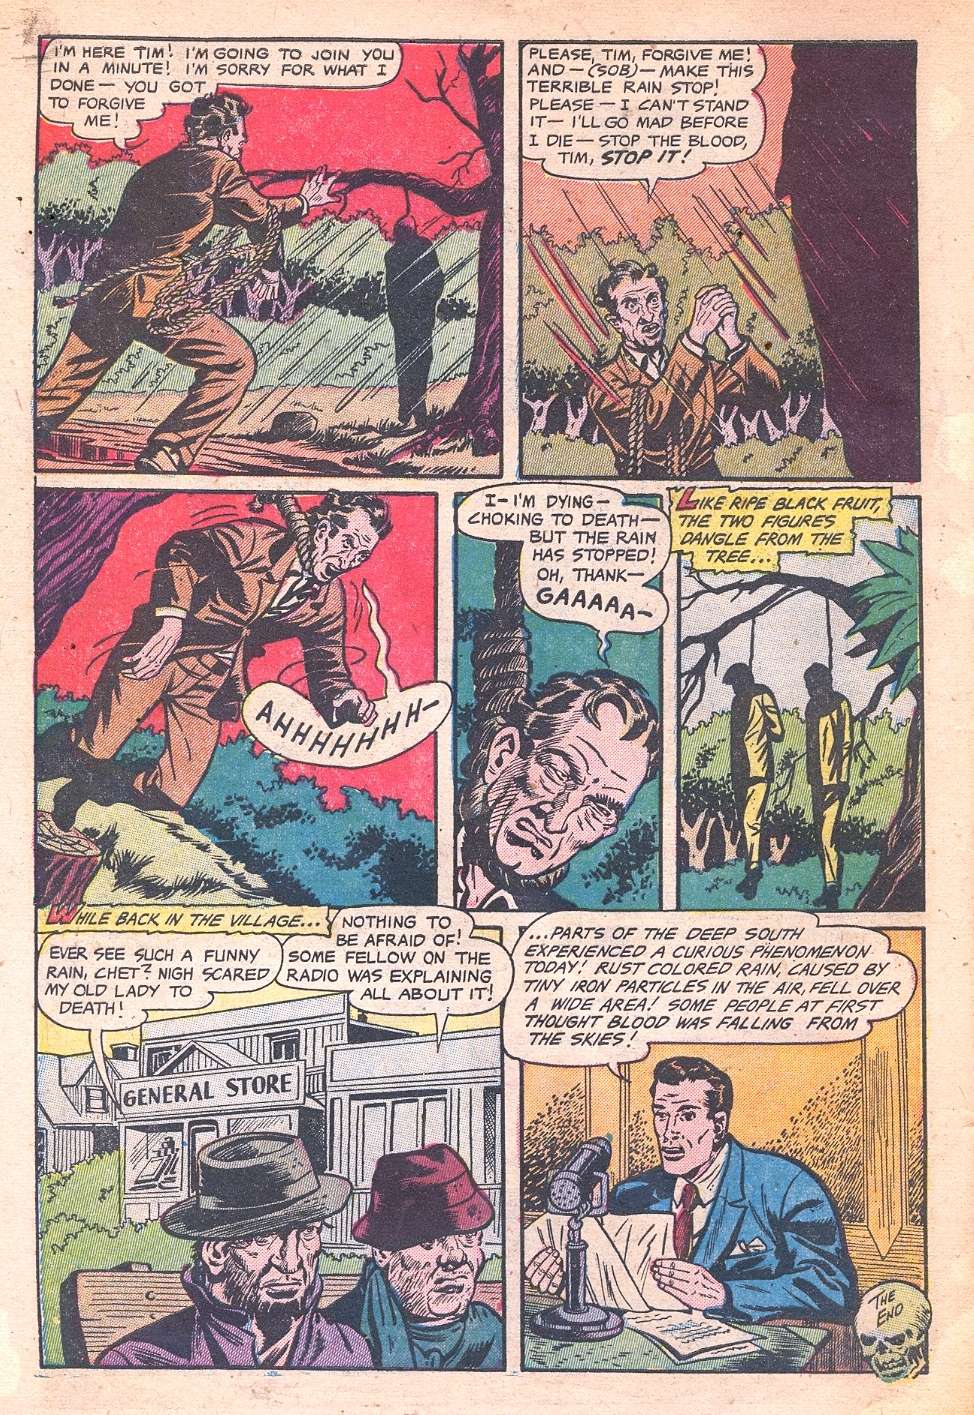 I'M HERE TIM! I'M GOING TO JOIN YOU
IN A MINUTE! I'M SORRY FOR WHAT I
DONE— YOU GOT
TO FORGIVE
ME!
PLEASE, TIM, FORGIVE ME!
AND—(SOB)— MAKE THIS
TERRIBLE RAIN STOP!
PLEASE— I CAN'T STAND
IT— I'LL GO MAD BEFORE
I DIE— STOP THE BLOOD,
TIM, STOP IT!
AHHHHHHH—
I—I'M DYING—
CHOKING TO DEATH—
BUT THE RAIN
HAS STOPPED!
OH, THANK—
GAAAAA—
LIKE RIPE BLACK FRUIT,
THE TWO FIGURES
DANGLE FROM THE
TREE...
WHILE BACK IN THE VILLAGE...
EVER SEE SUCH A FUNNY
RAIN, CHET? NIGH SCARED
MY OLD LADY TO
DEATH!
NOTHING TO
BE AFRAID OF!
SOME FELLOW ON THE
RADIO WAS EXPLAINING
ALL ABOUT IT!
GENERAL STORE
...PARTS OF THE DEEP SOUTH
EXPERIENCED A CURIOUS PHENOMENON
TODAY! RUST COLORED RAIN, CAUSED BY
TINY IRON PARTICLES IN THE AIR, FELL OVER
A WIDE AREA! SOME PEOPLE AT FIRST
THOUGHT BLOOD WAS FALLING FROM
THE SKIES!
THE
END